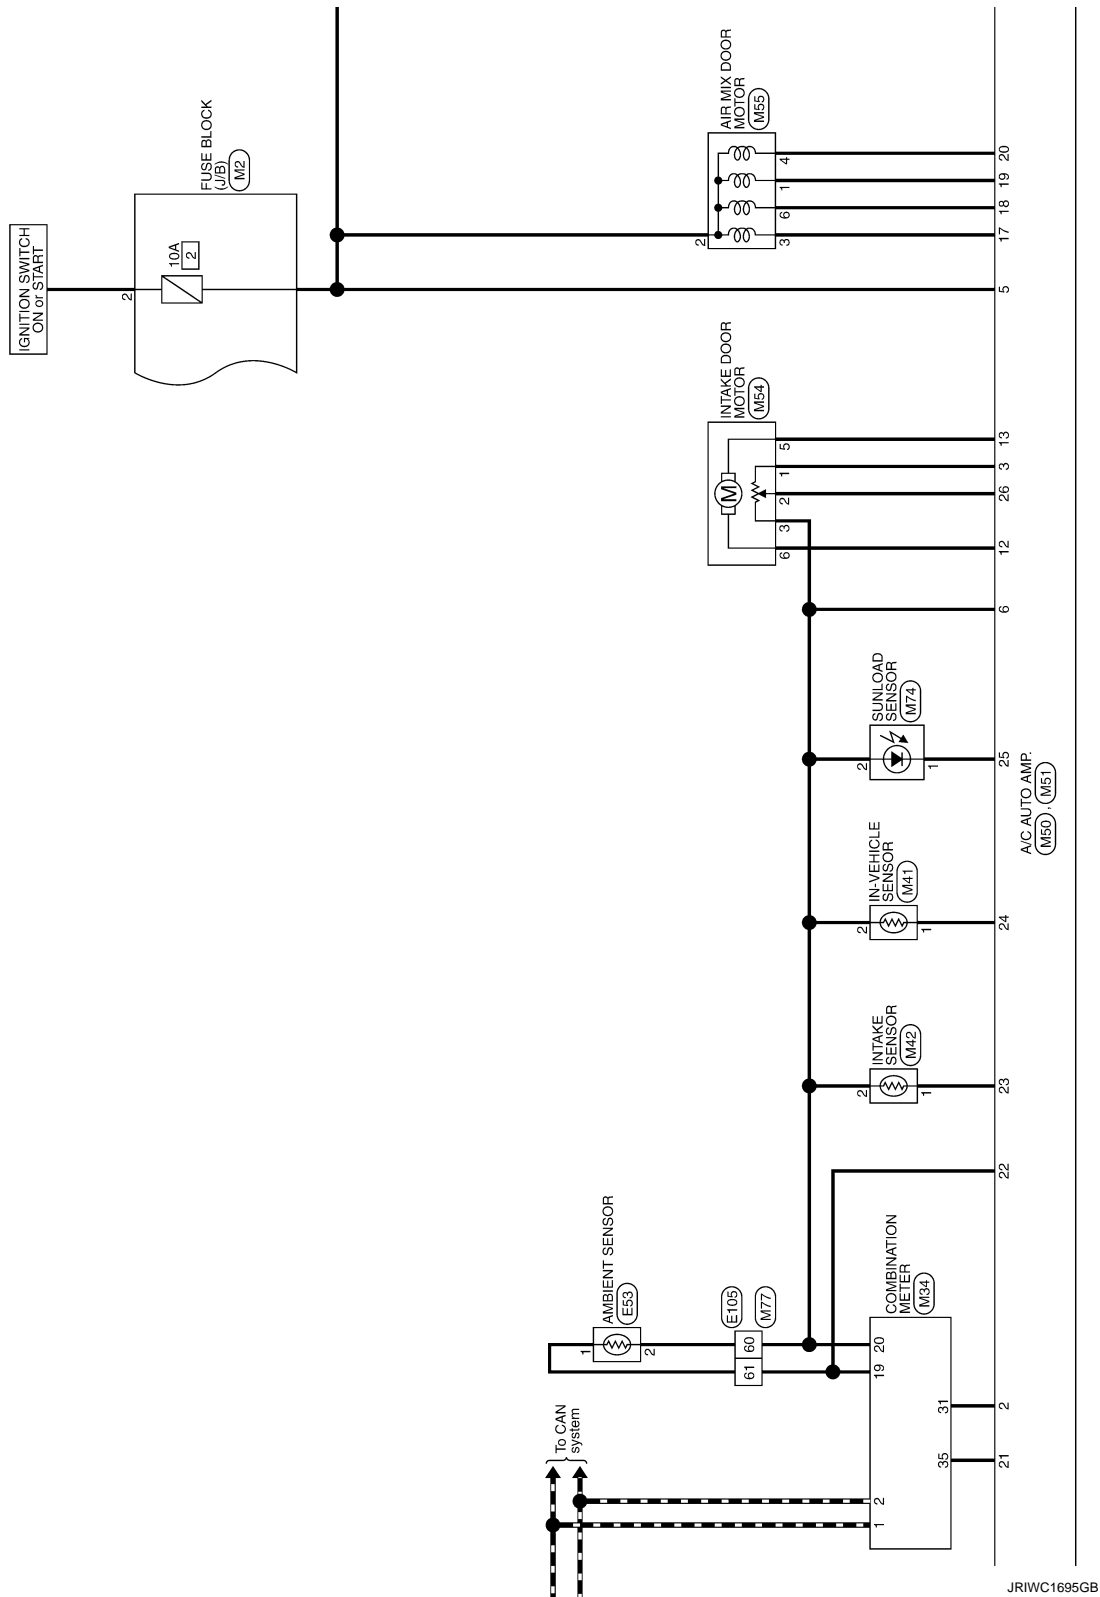 IGNITION SWITCH
ON or START
FUSE BLOCK
(J/B)
M2
2
10A
2
To CAN
system
AMBIENT SENSOR
E53
1
2
61
60
E105
M77
INTAKE DOOR
MOTOR
M54
6
3
2
1
5
AIR MIX DOOR
MOTOR
M55
2
3
6
1
4
COMBINATION
METER
M34
1
2
19
20
35
31
INTAKE
SENSOR
M42
2
1
IN-VEHICLE
SENSOR
M41
2
1
SUNLOAD
SENSOR
M74
2
1
21
2
22
23
24
25
6
12
26
3
13
5
17
18
19
20
A/C AUTO AMP.
M50 , M51
JRIWC1695GB